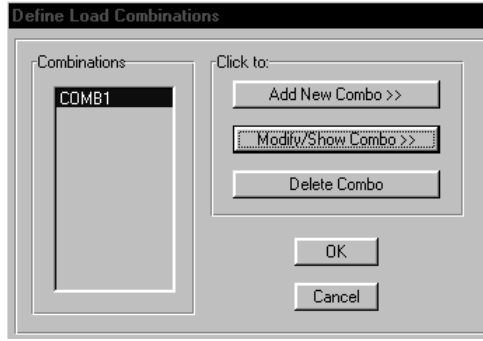 Define Load Combinations
Combinations
COMB1
Click to:
Add New Combo >>
Modify/Show Combo >>
Delete Combo
OK
Cancel